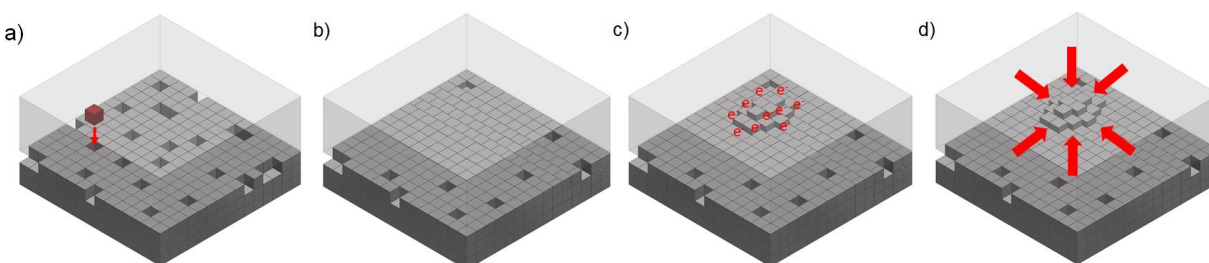 a)
b)
c)
d)
e⁻ e⁻
e⁻ e⁻ e⁻
e⁻ e⁻ e⁻
e⁻ e⁻